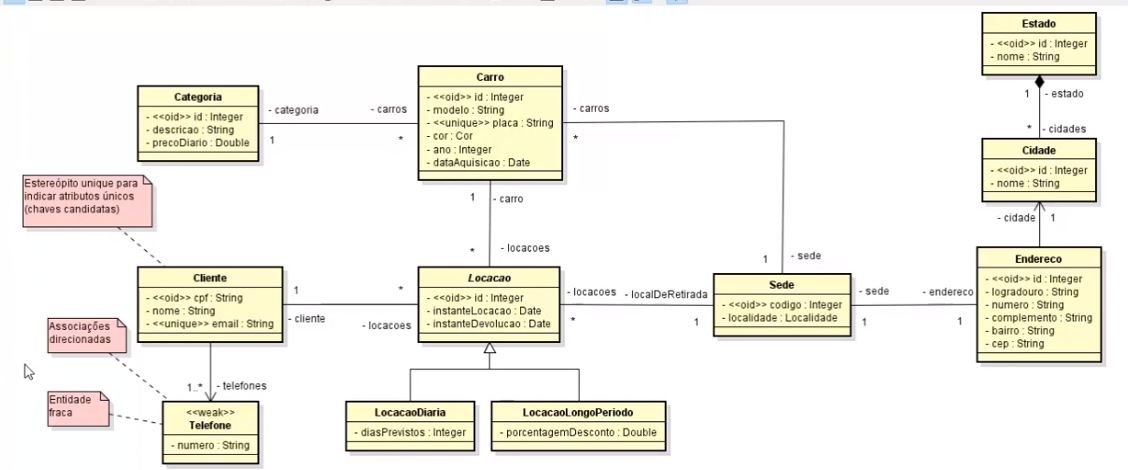 Estado
- <<oid>> id : Integer
- nome : String
1
- estado
*
- cidades
Cidade
- <<oid>> id : Integer
- nome : String
- cidade
1
Endereco
- <<oid>> id : Integer
- logradouro : String
- numero : String
- complemento : String
- bairro : String
- cep : String
Categoria
- <<oid>> id : Integer
- descricao : String
- precoDiario : Double
- categoria
1
- carros
*
Carro
- <<oid>> id : Integer
- modelo : String
- <<unique>> placa : String
- cor : Cor
- ano : Integer
- dataAquisicao : Date
- carros
*
1
- carro
*
- locacoes
1
- sede
Estereópito unique para
indicar atributos únicos
(chaves candidatas)
Cliente
- <<oid>> cpf : String
- nome : String
- <<unique>> email : String
1
- cliente
*
- locacoes
Locacao
- <<oid>> id : Integer
- instanteLocacao : Date
- instanteDevolucao : Date
- locacoes
*
- localDeRetirada
1
Sede
- <<oid>> codigo : Integer
- localidade : Localidade
- sede
1
- endereco
1
Associações
direcionadas
Entidade
fraca
1..*
- telefones
<<weak>>
Telefone
- numero : String
LocacaoDiaria
- diasPrevistos : Integer
LocacaoLongoPeriodo
- porcentagemDesconto : Double